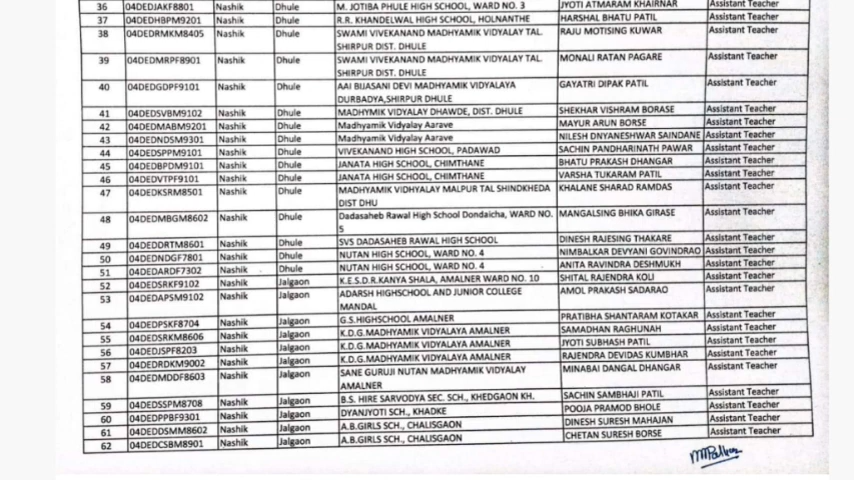 36 04DEDJAKF8801 Nashik Dhule M. JOTIBA PHULE HIGH SCHOOL, WARD NO. 3 JYOTI ATMARAM KHAIRNAR Assistant Teacher
37 04DEDHBPM9201 Nashik Dhule R.R. KHANDELWAL HIGH SCHOOL, HOLNANTHE HARSHAL BHATU PATIL Assistant Teacher
38 04DEDRMKM8405 Nashik Dhule SWAMI VIVEKANAND MADHYAMIK VIDYALAY TAL. RAJU MOTISING KUWAR Assistant Teacher
SHIRPUR DIST. DHULE
39 04DEDMRPF8901 Nashik Dhule SWAMI VIVEKANAND MADHYAMIK VIDYALAY TAL. MONALI RATAN PAGARE Assistant Teacher
SHIRPUR DIST. DHULE
40 04DEDGDPF9101 Nashik Dhule AAI BIJASANI DEVI MADHYAMIK VIDYALAYA GAYATRI DIPAK PATIL Assistant Teacher
DURBADYA,SHIRPUR DHULE
41 04DEDSVBM9102 Nashik Dhule MADHYMIK VIDYALAY DHAWDE, DIST. DHULE SHEKHAR VISHRAM BORASE Assistant Teacher
42 04DEDMABM9201 Nashik Dhule Madhyamik Vidyalay Aarave MAYUR ARUN BORSE Assistant Teacher
43 04DEDNDSM9301 Nashik Dhule Madhyamik Vidyalay Aarave NILESH DNYANESHWAR SAINDANE Assistant Teacher
44 04DEDSPPM9101 Nashik Dhule VIVEKANAND HIGH SCHOOL, PADAWAD SACHIN PANDHARINATH PAWAR Assistant Teacher
45 04DEDBPDM9101 Nashik Dhule JANATA HIGH SCHOOL, CHIMTHANE BHATU PRAKASH DHANGAR Assistant Teacher
46 04DEDVTPF9101 Nashik Dhule JANATA HIGH SCHOOL, CHIMTHANE VARSHA TUKARAM PATIL Assistant Teacher
47 04DEDKSRM8501 Nashik Dhule MADHYAMIK VIDHYALAY MALPUR TAL SHINDKHEDA KHALANE SHARAD RAMDAS Assistant Teacher
DIST DHU
48 04DEDMBGM8602 Nashik Dhule Dadasaheb Rawal High School Dondaicha, WARD NO. MANGALSING BHIKA GIRASE Assistant Teacher
5
49 04DEDDRTM8601 Nashik Dhule SVS DADASAHEB RAWAL HIGH SCHOOL DINESH RAJESING THAKARE Assistant Teacher
50 04DEDNDGF7801 Nashik Dhule NUTAN HIGH SCHOOL, WARD NO. 4 NIMBALKAR DEVYANI GOVINDRAO Assistant Teacher
51 04DEDARDF7302 Nashik Dhule NUTAN HIGH SCHOOL, WARD NO. 4 ANITA RAVINDRA DESHMUKH Assistant Teacher
52 04DEDSRKF9102 Nashik Jalgaon K.E.S.D.R.KANYA SHALA, AMALNER WARD NO. 10 SHITAL RAJENDRA KOLI Assistant Teacher
53 04DEDAPSM9102 Nashik Jalgaon ADARSH HIGHSCHOOL AND JUNIOR COLLEGE AMOL PRAKASH SADARAO Assistant Teacher
MANDAL
54 04DEDPSKF8704 Nashik Jalgaon G.S.HIGHSCHOOL AMALNER PRATIBHA SHANTARAM KOTAKAR Assistant Teacher
55 04DEDSRKM8606 Nashik Jalgaon K.D.G.MADHYAMIK VIDYALAYA AMALNER SAMADHAN RAGHUNAH Assistant Teacher
56 04DEDJSPF8203 Nashik Jalgaon K.D.G.MADHYAMIK VIDYALAYA AMALNER JYOTI SUBHASH PATIL Assistant Teacher
57 04DEDRDKM9002 Nashik Jalgaon K.D.G.MADHYAMIK VIDYALAYA AMALNER RAJENDRA DEVIDAS KUMBHAR Assistant Teacher
58 04DEDMDDF8603 Nashik Jalgaon SANE GURUJI NUTAN MADHYAMIK VIDYALAY MINABAI DANGAL DHANGAR Assistant Teacher
AMALNER
59 04DEDSSPM8708 Nashik Jalgaon B.S. HIRE SARVODYA SEC. SCH., KHEDGAON KH. SACHIN SAMBHAJI PATIL Assistant Teacher
60 04DEDPPBF9301 Nashik Jalgaon DYANJYOTI SCH., KHADKE POOJA PRAMOD BHOLE Assistant Teacher
61 04DEDDSMM8602 Nashik Jalgaon A.B.GIRLS SCH., CHALISGAON DINESH SURESH MAHAJAN Assistant Teacher
62 04DEDCSBM8901 Nashik Jalgaon A.B.GIRLS SCH., CHALISGAON CHETAN SURESH BORSE Assistant Teacher